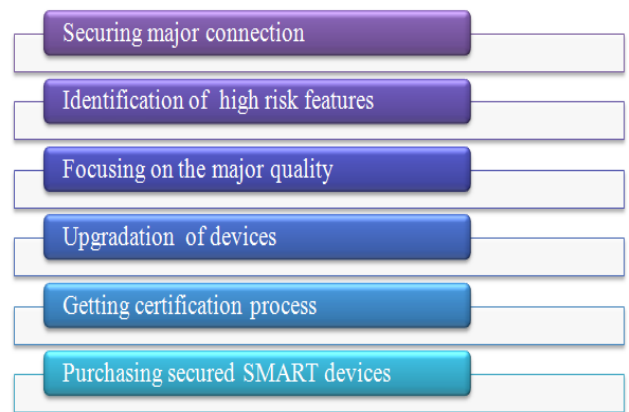 Securing major connection
Identification of high risk features
Focusing on the major quality
Upgradation of devices
Getting certification process
Purchasing secured SMART devices